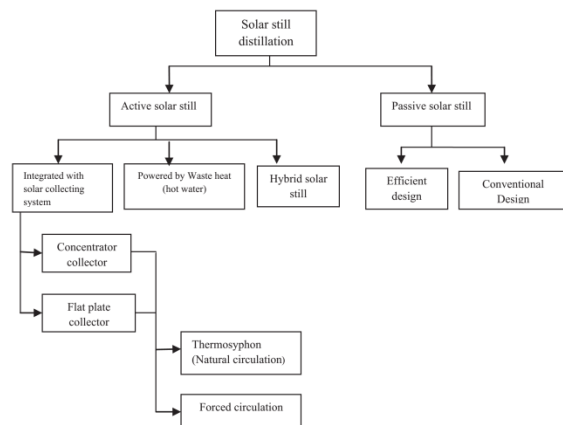 Solar still
distillation
Active solar still
Passive solar still
Integrated with
solar collecting
system
Powered by Waste heat
(hot water)
Hybrid solar
still
Efficient
design
Conventional
Design
Concentrator
collector
Flat plate
collector
Thermosyphon
(Natural circulation)
Forced circulation